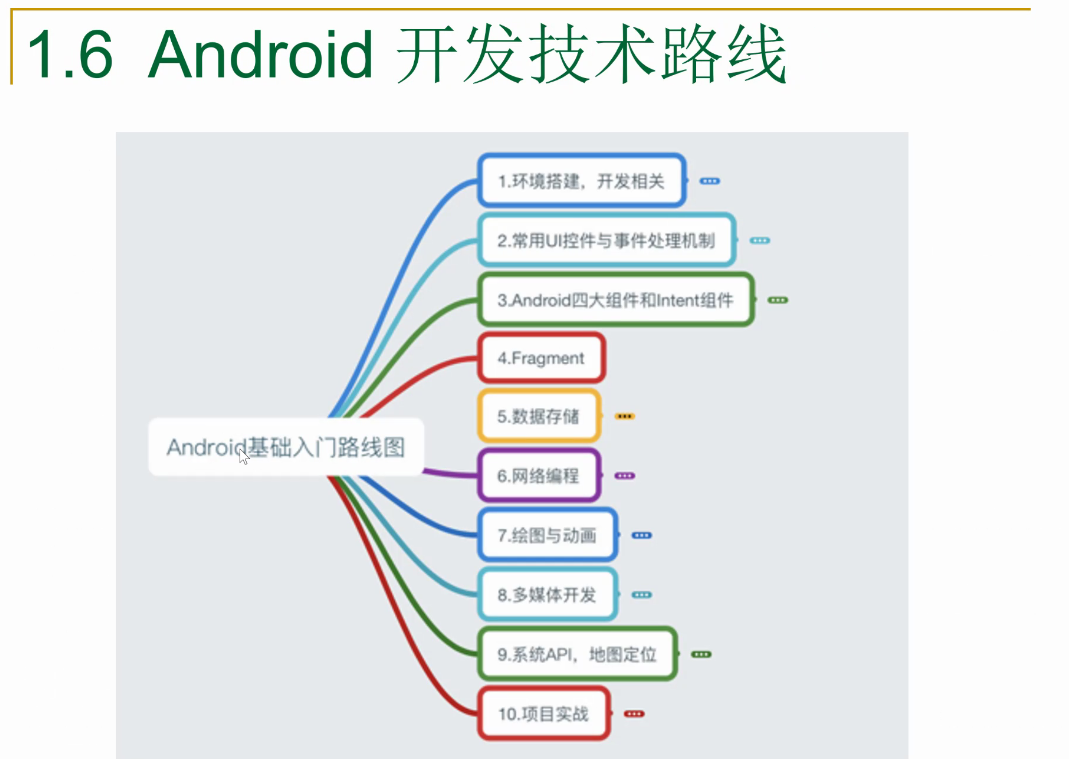 1.6 Android 开发技术路线
1.环境搭建，开发相关
2.常用UI控件与事件处理机制
3.Android四大组件和Intent组件
4.Fragment
Android基础入门路线图
5.数据存储
6.网络编程
7.绘图与动画
8.多媒体开发
9.系统API，地图定位
10.项目实战